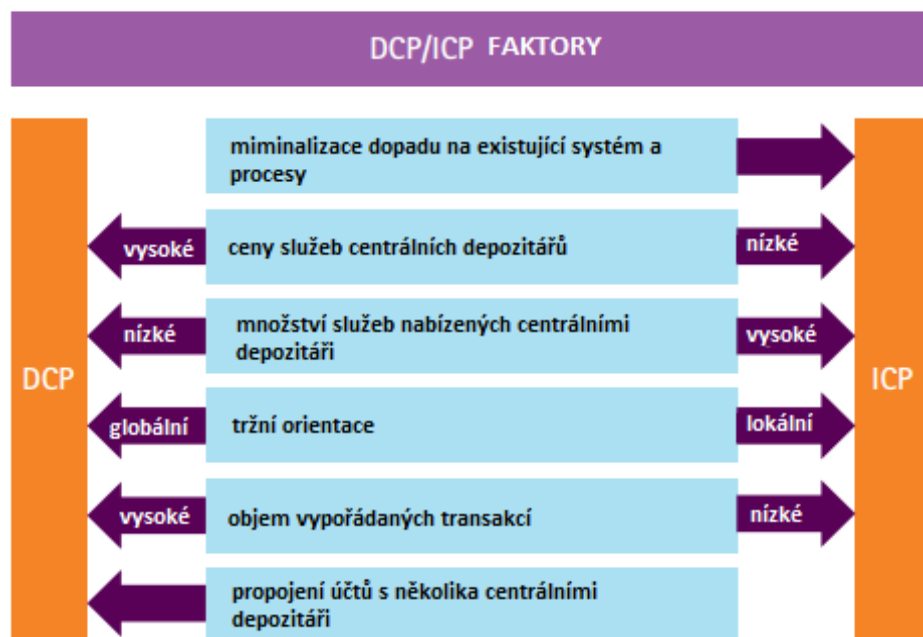 DCP/ICP FAKTORY
miminalizace dopadu na existující systém a
procesy
vysoké
ceny služeb centrálních depozitářů
nízké
nízké
množství služeb nabízených centrálními
depozitáři
vysoké
DCP
ICP
globální
tržní orientace
lokální
vysoké
objem vypořádaných transakcí
nízké
propojení účtů s několika centrálními
depozitáři